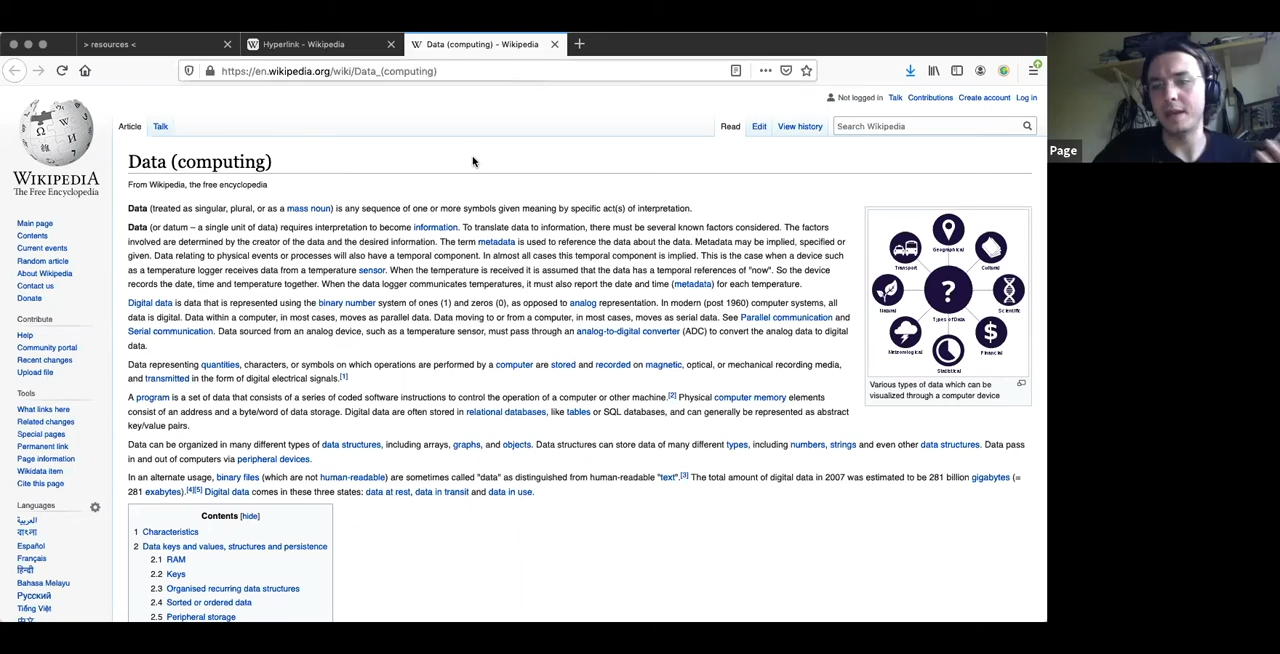 > resources <
Hyperlink - Wikipedia
Data (computing) - Wikipedia
https://en.wikipedia.org/wiki/Data_(computing)
Page
Not logged in Talk Contributions Create account Log in
Article Talk
Read Edit View history
Search Wikipedia
WIKIPEDIA
The Free Encyclopedia
Main page
Contents
Current events
Random article
About Wikipedia
Contact us
Donate
Contribute
Help
Community portal
Recent changes
Upload file
Tools
What links here
Related changes
Special pages
Permanent link
Page information
Wikidata item
Cite this page
Languages
العربية
বাংলা
Español
Français
हिन्दी
Bahasa Melayu
Русский
Tiếng Việt
中文
Data (computing)
From Wikipedia, the free encyclopedia
Data (treated as singular, plural, or as a mass noun) is any sequence of one or more symbols given meaning by specific act(s) of interpretation.
Data (or datum – a single unit of data) requires interpretation to become information. To translate data to information, there must be several known factors considered. The factors
involved are determined by the creator of the data and the desired information. The term metadata is used to reference the data about the data. Metadata may be implied, specified or
given. Data relating to physical events or processes will also have a temporal component. In almost all cases this temporal component is implied. This is the case when a device such
as a temperature logger receives data from a temperature sensor. When the temperature is received it is assumed that the data has a temporal references of "now". So the device
records the date, time and temperature together. When the data logger communicates temperatures, it must also report the date and time (metadata) for each temperature.
Digital data is data that is represented using the binary number system of ones (1) and zeros (0), as opposed to analog representation. In modern (post 1960) computer systems, all
data is digital. Data within a computer, in most cases, moves as parallel data. Data moving to or from a computer, in most cases, moves as serial data. See Parallel communication and
Serial communication. Data sourced from an analog device, such as a temperature sensor, must pass through an analog-to-digital converter (ADC) to convert the analog data to digital
data.
Data representing quantities, characters, or symbols on which operations are performed by a computer are stored and recorded on magnetic, optical, or mechanical recording media,
and transmitted in the form of digital electrical signals.[1]
A program is a set of data that consists of a series of coded software instructions to control the operation of a computer or other machine.[2] Physical computer memory elements
consist of an address and a byte/word of data storage. Digital data are often stored in relational databases, like tables or SQL databases, and can generally be represented as abstract
key/value pairs.
Data can be organized in many different types of data structures, including arrays, graphs, and objects. Data structures can store data of many different types, including numbers, strings and even other data structures. Data pass
in and out of computers via peripheral devices.
In an alternate usage, binary files (which are not human-readable) are sometimes called "data" as distinguished from human-readable "text".[3] The total amount of digital data in 2007 was estimated to be 281 billion gigabytes (=
281 exabytes).[4][5] Digital data comes in these three states: data at rest, data in transit and data in use.
Contents [hide]
1 Characteristics
2 Data keys and values, structures and persistence
2.1 RAM
2.2 Keys
2.3 Organised recurring data structures
2.4 Sorted or ordered data
2.5 Peripheral storage
Geographical
Transport
Cultural
Natural
Types of Data
Scientific
Meteorological
Financial
Statistical
Various types of data which can be
visualized through a computer device